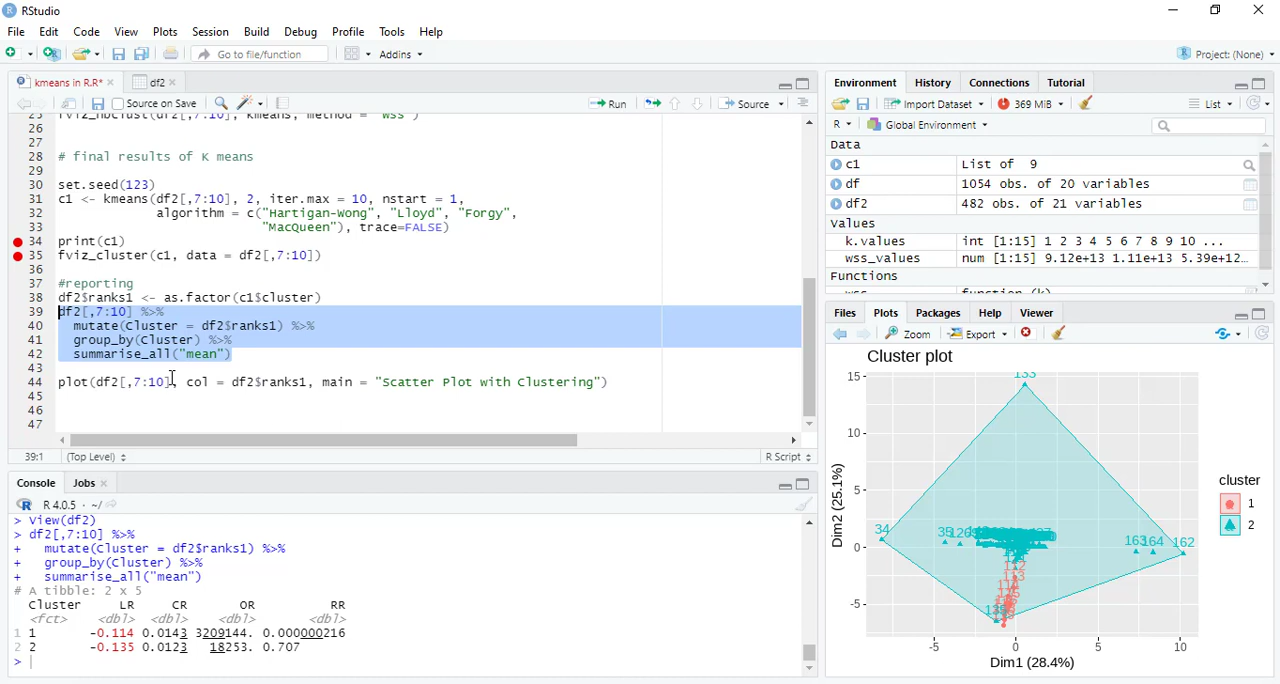 RStudio
File Edit Code View Plots Session Build Debug Profile Tools Help
Go to file/function Addins Project: (None)
kmeans in R.R* df2
Source on Save Run Source
26
27
28 # final results of K means
29
30 set.seed(123)
31 c1 <- kmeans(df2[,7:10], 2, iter.max = 10, nstart = 1,
32 algorithm = c("Hartigan-Wong", "Lloyd", "Forgy",
33 "MacQueen"), trace=FALSE)
34 print(c1)
35 fviz_cluster(c1, data = df2[,7:10])
36
37 #reporting
38 df2$ranks1 <- as.factor(c1$cluster)
39 df2[,7:10] %>%
40 mutate(Cluster = df2$ranks1) %>%
41 group_by(Cluster) %>%
42 summarise_all("mean")
43
44 plot(df2[,7:10], col = df2$ranks1, main = "Scatter Plot with Clustering")
45
46
47
39:1 (Top Level) R Script
Console Jobs
R 4.0.5 · ~/
> View(df2)
> df2[,7:10] %>%
+ mutate(Cluster = df2$ranks1) %>%
+ group_by(Cluster) %>%
+ summarise_all("mean")
# A tibble: 2 x 5
Cluster LR CR OR RR
<fct> <dbl> <dbl> <dbl> <dbl>
1 1 -0.114 0.0143 3209144. 0.000000216
2 2 -0.135 0.0123 18253. 0.707
>
Environment History Connections Tutorial
Import Dataset 369 MiB List
R Global Environment
Data
c1 List of 9
df 1054 obs. of 20 variables
df2 482 obs. of 21 variables
Values
k.values int [1:15] 1 2 3 4 5 6 7 8 9 10 ...
wss_values num [1:15] 9.12e+13 1.11e+13 5.39e+12…
Functions
Files Plots Packages Help Viewer
Zoom Export
Cluster plot
15
10
5
0
-5
Dim2 (25.1%)
133
34
35
163 164 162
112
113
-5 0 5 10
Dim1 (28.4%)
cluster
1
2